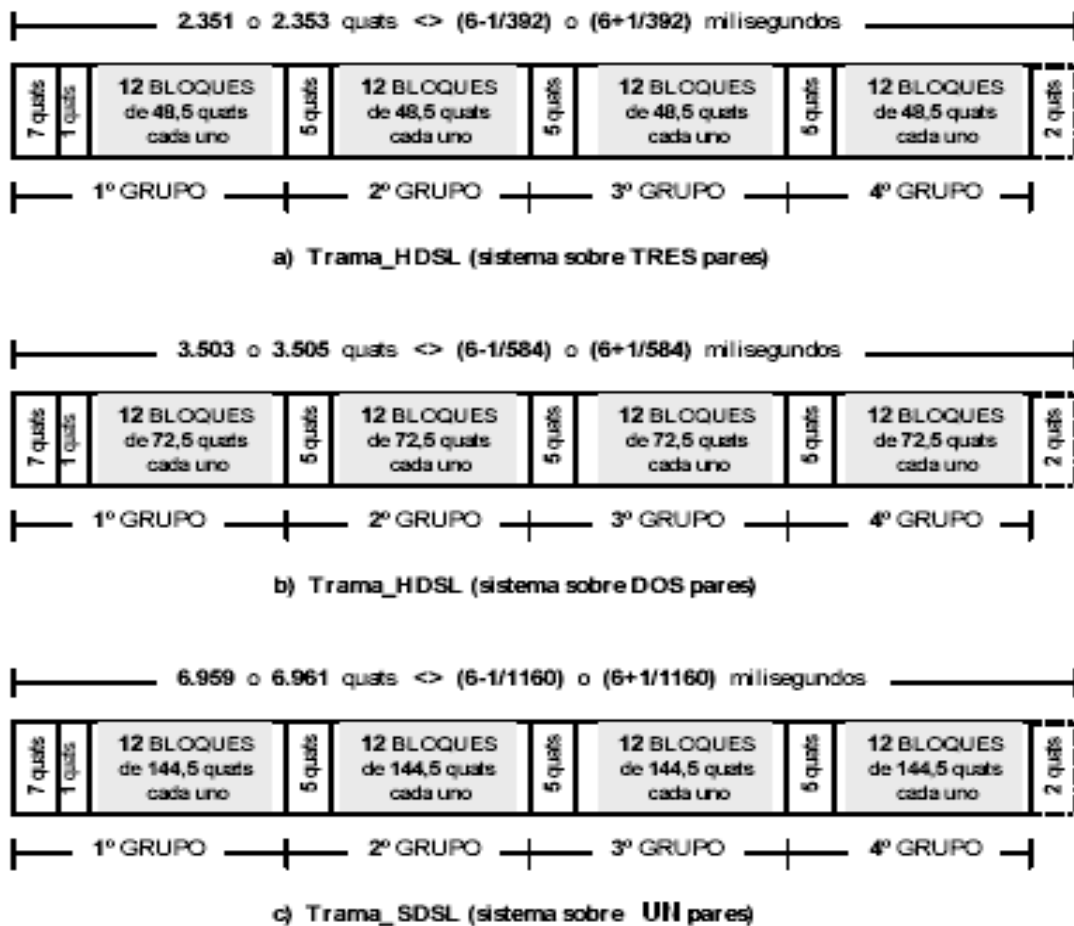 2.351 o 2.353 quats <> (6-1/392) o (6+1/392) milisegundos
7 quats
1 quats
12 BLOQUES
de 48,5 quats
cada uno
5 quats
12 BLOQUES
de 48,5 quats
cada uno
5 quats
12 BLOQUES
de 48,5 quats
cada uno
5 quats
12 BLOQUES
de 48,5 quats
cada uno
2 quats
1º GRUPO
2º GRUPO
3º GRUPO
4º GRUPO
a) Trama_HDSL (sistema sobre TRES pares)
3.503 o 3.505 quats <> (6-1/584) o (6+1/584) milisegundos
7 quats
1 quats
12 BLOQUES
de 72,5 quats
cada uno
5 quats
12 BLOQUES
de 72,5 quats
cada uno
5 quats
12 BLOQUES
de 72,5 quats
cada uno
5 quats
12 BLOQUES
de 72,5 quats
cada uno
2 quats
1º GRUPO
2º GRUPO
3º GRUPO
4º GRUPO
b) Trama_HDSL (sistema sobre DOS pares)
6.959 o 6.961 quats <> (6-1/1160) o (6+1/1160) milisegundos
7 quats
1 quats
12 BLOQUES
de 144,5 quats
cada uno
5 quats
12 BLOQUES
de 144,5 quats
cada uno
5 quats
12 BLOQUES
de 144,5 quats
cada uno
5 quats
12 BLOQUES
de 144,5 quats
cada uno
2 quats
1º GRUPO
2º GRUPO
3º GRUPO
4º GRUPO
c) Trama_SDSL (sistema sobre UN pares)